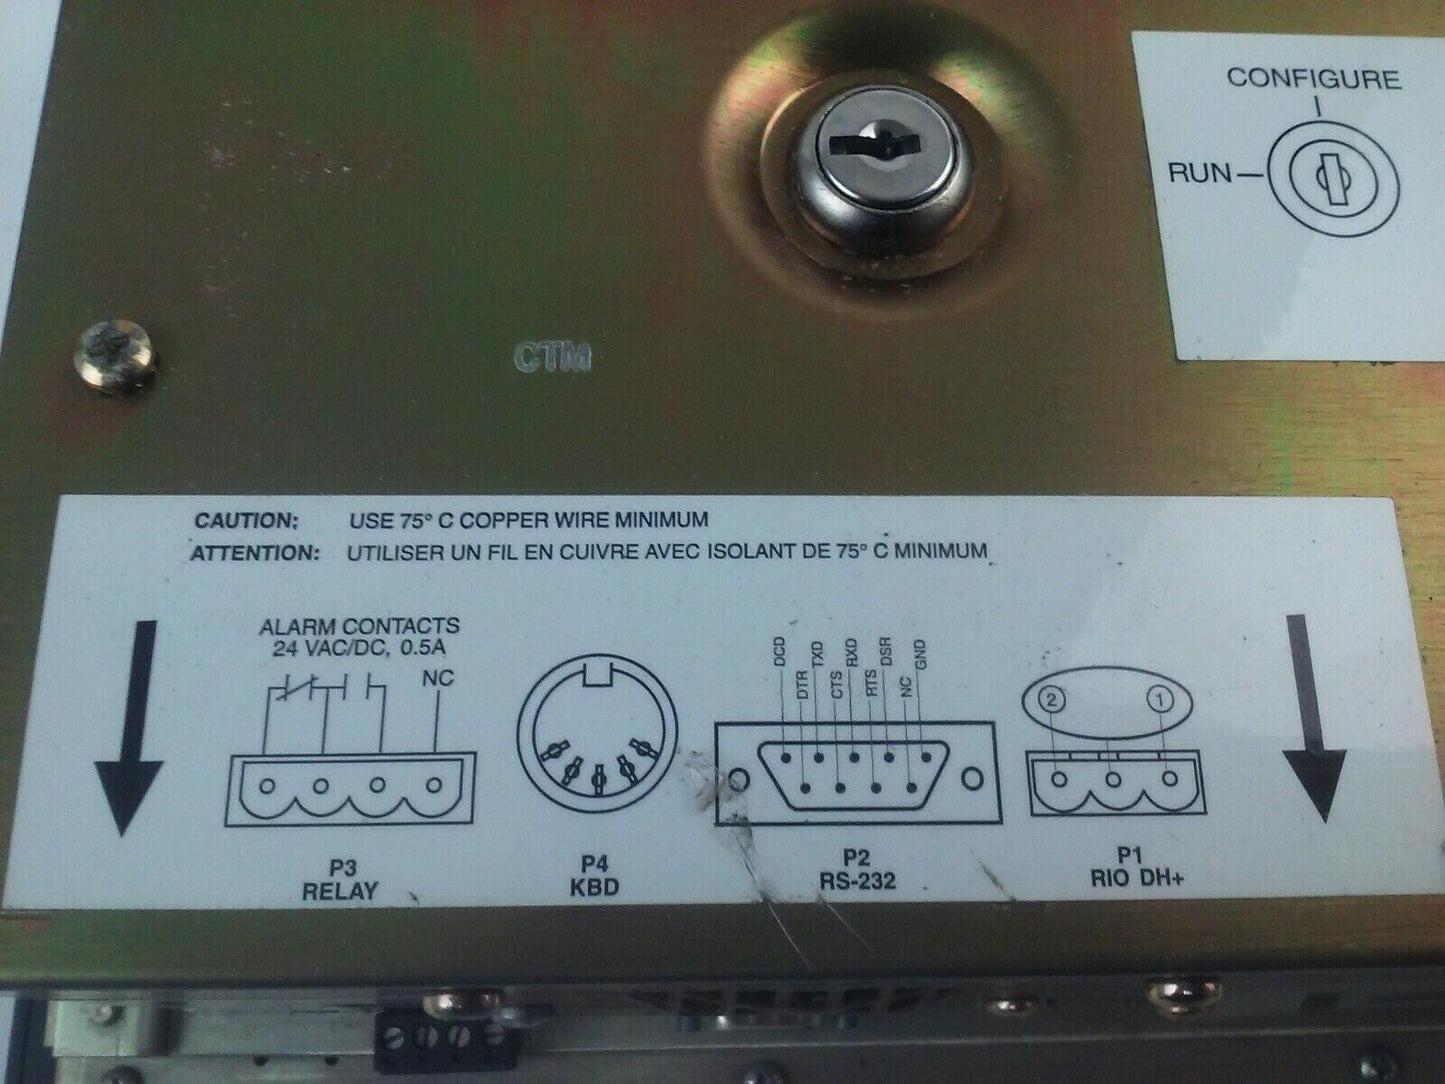 CONFIGURE
RUN
CTM
CAUTION: USE 75° C COPPER WIRE MINIMUM
ATTENTION: UTILISER UN FIL EN CUIVRE AVEC ISOLANT DE 75° C MINIMUM
ALARM CONTACTS
24 VAC/DC, 0.5A
NC
DCD
DTR
TXD
CTS
RXD
RTS
DSR
NC
GND
2
1
P3
RELAY
P4
KBD
P2
RS-232
P1
RIO DH+